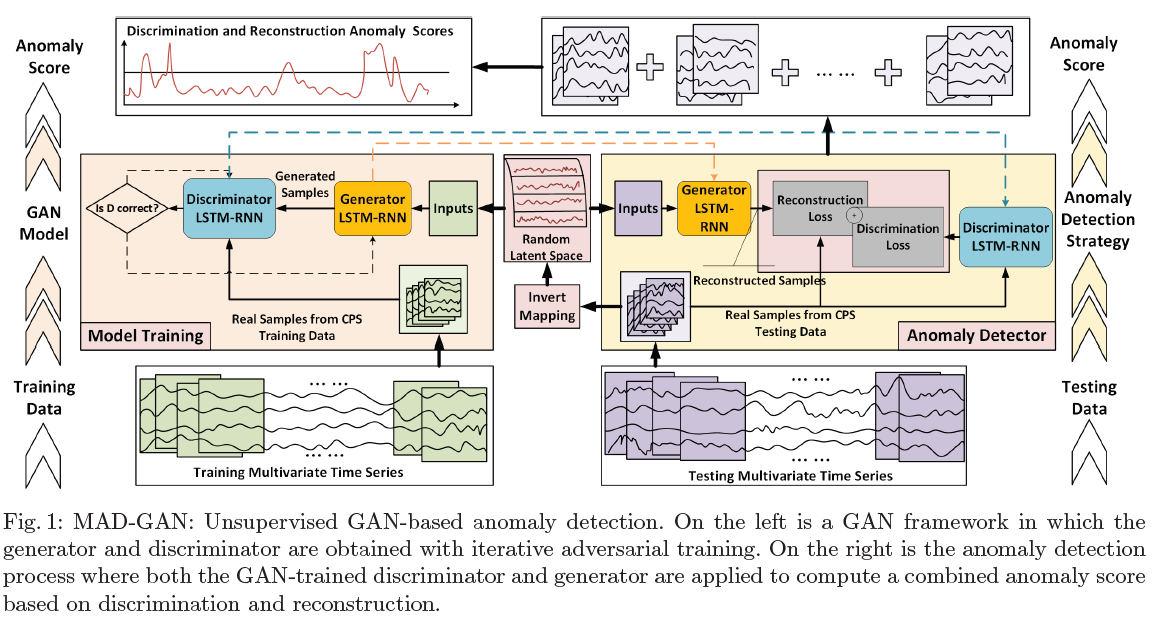 Anomaly
Score
GAN
Model
Training
Data
Discrimination and Reconstruction Anomaly Scores
... ...
Is D correct?
Discriminator
LSTM-RNN
Generated
Samples
Generator
LSTM-RNN
Inputs
Real Samples from CPS
Training Data
Model Training
Random
Latent Space
Invert
Mapping
Inputs
Generator
LSTM-
RNN
Reconstruction
Loss
+
Discrimination
Loss
Discriminator
LSTM-RNN
Reconstructed Samples
Real Samples from CPS
Testing Data
Anomaly Detector
... ...
... ...
Training Multivariate Time Series
... ...
... ...
Testing Multivariate Time Series
Anomaly
Score
Anomaly
Detection
Strategy
Testing
Data
Fig. 1: MAD-GAN: Unsupervised GAN-based anomaly detection. On the left is a GAN framework in which the
generator and discriminator are obtained with iterative adversarial training. On the right is the anomaly detection
process where both the GAN-trained discriminator and generator are applied to compute a combined anomaly score
based on discrimination and reconstruction.